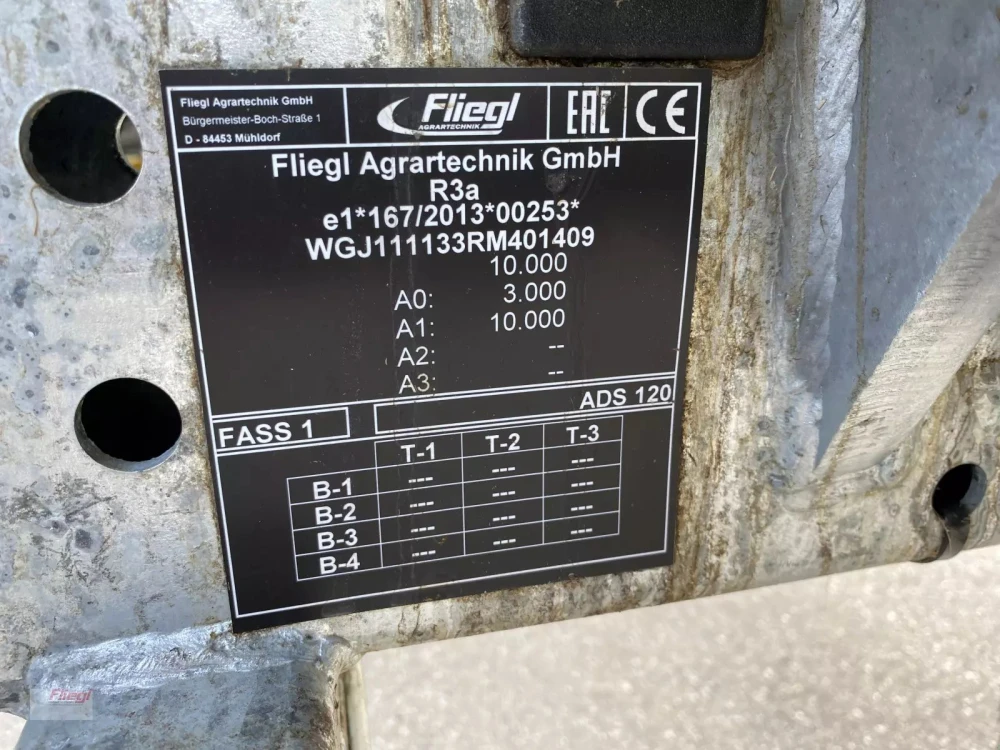 Fliegl Agrartechnik GmbH
Bürgermeister-Boch-Straße 1
D - 84453 Mühldorf
Fliegl
AGRARTECHNIK
EAC
CE
Fliegl Agrartechnik GmbH
R3a
e1*167/2013*00253*
WGJ111133RM401409
10.000
A0: 3.000
A1: 10.000
A2: --
A3: --
FASS 1 ADS 120
T-1 T-2 T-3
B-1 --- --- ---
B-2 --- --- ---
B-3 --- --- ---
B-4 --- --- ---
Fliegl